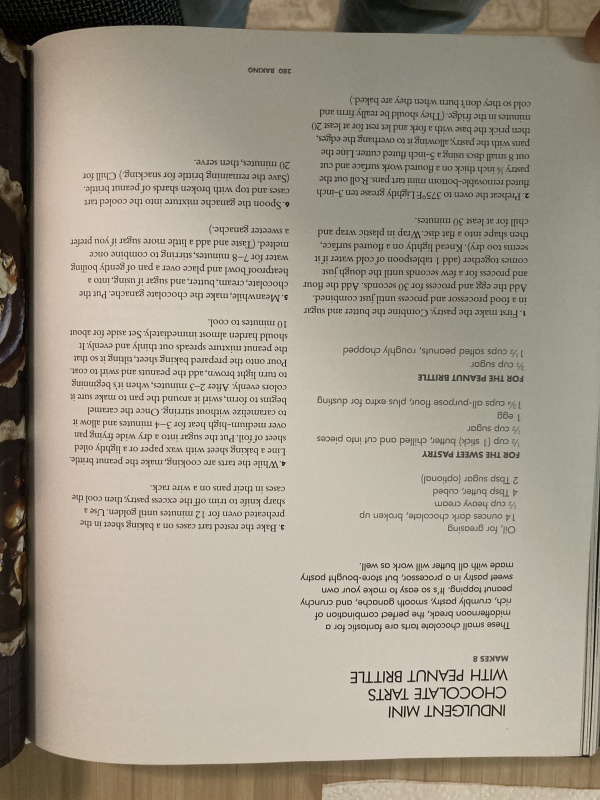 INDULGENT MINI
CHOCOLATE TARTS
WITH PEANUT BRITTLE
MAKES 8
These small chocolate tarts are fantastic for a
midafternoon break, the perfect combination of
rich, crumbly pastry, smooth ganache, and crunchy
peanut topping. It's so easy to make your own
sweet pastry in a processor, but store-bought pastry
made with all butter will work as well.
Oil, for greasing
14 ounces dark chocolate, broken up
½ cup heavy cream
4 Tbsp butter, cubed
2 Tbsp sugar (optional)
FOR THE SWEET PASTRY
½ cup (1 stick) butter, chilled and cut into pieces
½ cup sugar
1 egg
1¾ cups all-purpose flour, plus extra for dusting
FOR THE PEANUT BRITTLE
⅔ cup sugar
1½ cups salted peanuts, roughly chopped
1. First make the pastry. Combine the butter and sugar
in a food processor and process until just combined.
Add the egg and process for 30 seconds. Add the flour
and process for a few seconds until the dough just
comes together (add 1 tablespoon of cold water if it
seems too dry). Knead lightly on a floured surface,
then shape into a flat disc. Wrap in plastic wrap and
chill for at least 30 minutes.
2. Preheat the oven to 375°F. Lightly grease ten 3-inch
fluted removable-bottom mini tart pans. Roll out the
pastry ⅛ inch thick on a floured work surface and cut
out 8 small discs using a 5-inch fluted cutter. Line the
pans with the pastry, allowing it to overhang the edges,
then prick the base with a fork and let rest for at least 20
minutes in the fridge. (They should be really firm and
cold so they don't burn when they are baked.)
3. Bake the rested tart cases on a baking sheet in the
preheated oven for 12 minutes until golden. Use a
sharp knife to trim off the excess pastry, then cool the
cases in their pans on a wire rack.
4. While the tarts are cooking, make the peanut brittle.
Line a baking sheet with wax paper or a lightly oiled
sheet of foil. Put the sugar into a dry wide frying pan
over medium-high heat for 3–4 minutes and allow it
to caramelize without stirring. Once the caramel
begins to form, swirl it around the pan to make sure it
colors evenly. After 2–3 minutes, when it's beginning
to turn light brown, add the peanuts and swirl to coat.
Pour onto the prepared baking sheet, tilting it so that
the peanut mixture spreads out thinly and evenly. It
should harden almost immediately. Set aside for about
10 minutes to cool.
5. Meanwhile, make the chocolate ganache. Put the
chocolate, cream, butter, and sugar if using, into a
heatproof bowl and place over a pan of gently boiling
water for 7–8 minutes, stirring to combine once
melted. (Taste and add a little more sugar if you prefer
a sweeter ganache.)
6. Spoon the ganache mixture into the cooled tart
cases and top with broken shards of peanut brittle.
(Save the remaining brittle for snacking.) Chill for
20 minutes, then serve.
280 BAKING